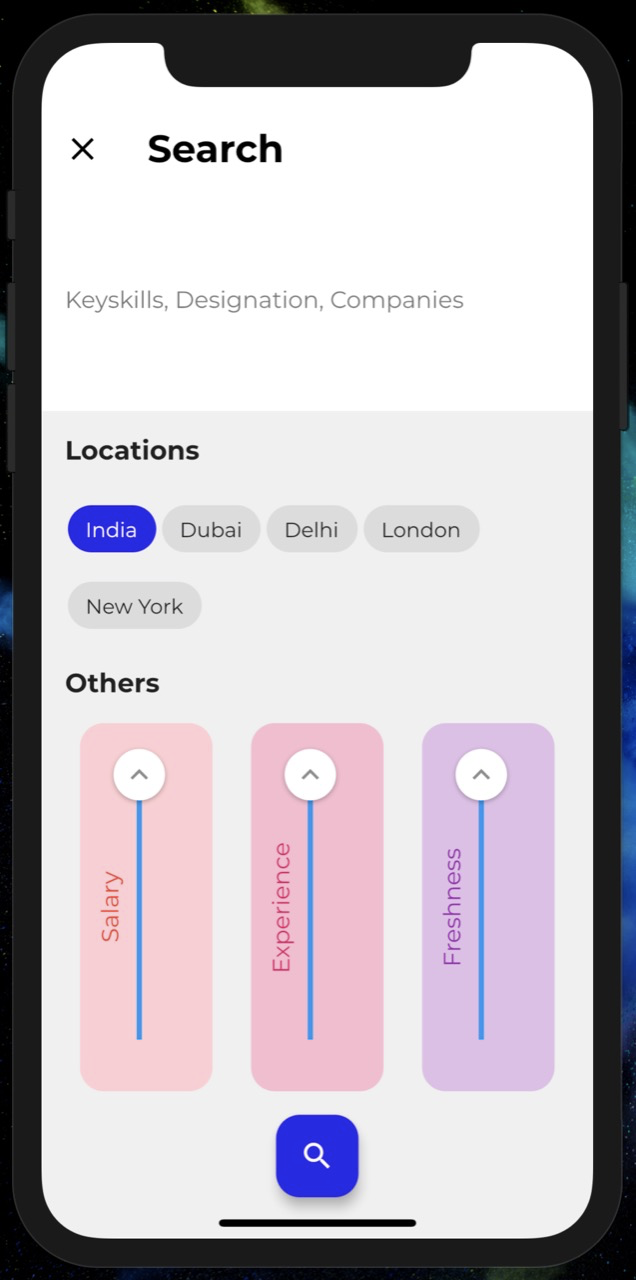 Search
Keyskills, Designation, Companies
Locations
India Dubai Delhi London
New York
Others
Salary
Experience
Freshness